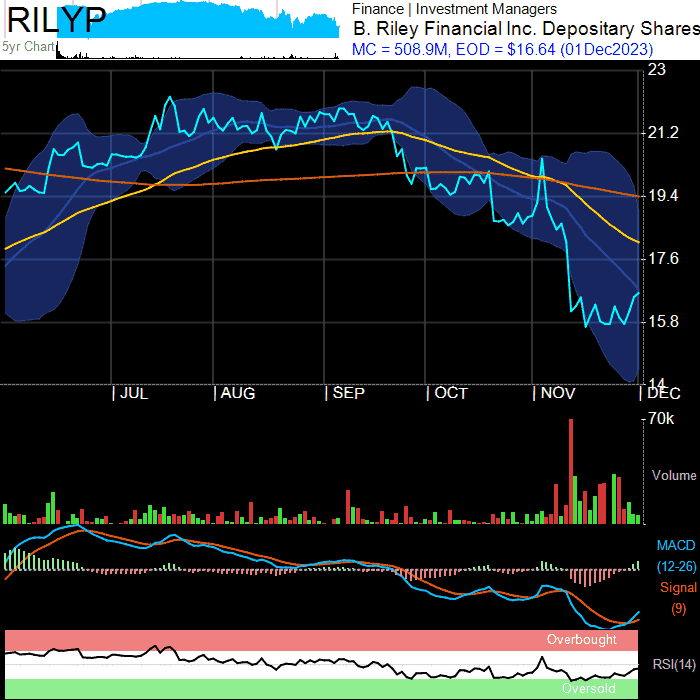 RILYP
Finance | Investment Managers
B. Riley Financial Inc. Depositary Shares
5yr Chart
MC = 508.9M, EOD = $16.64 (01Dec2023)
23
21.2
19.4
17.6
15.8
14
| JUL | AUG | SEP | OCT | NOV | DEC
70k
Volume
MACD
(12-26)
Signal
(9)
Overbought
RSI(14)
Oversold